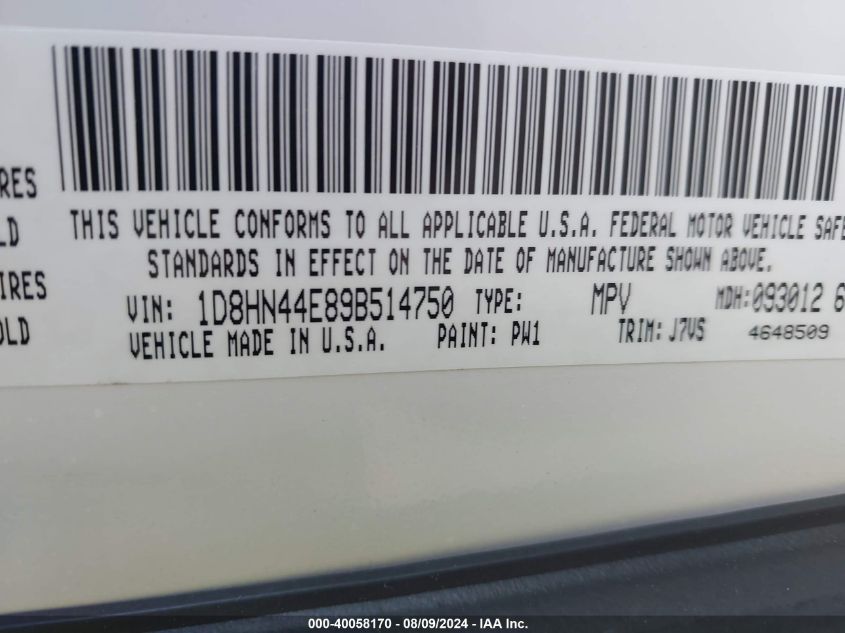 RES
LD
IRES
OLD
THIS VEHICLE CONFORMS TO ALL APPLICABLE U.S.A. FEDERAL MOTOR VEHICLE SAFE
STANDARDS IN EFFECT ON THE DATE OF MANUFACTURE SHOWN ABOVE.
VIN: 1D8HN44E89B514750 TYPE: MPV MDH:093012 6
VEHICLE MADE IN U.S.A. PAINT: PW1 TRIM: J7VS 4648509
000-40058170 - 08/09/2024 - IAA Inc.